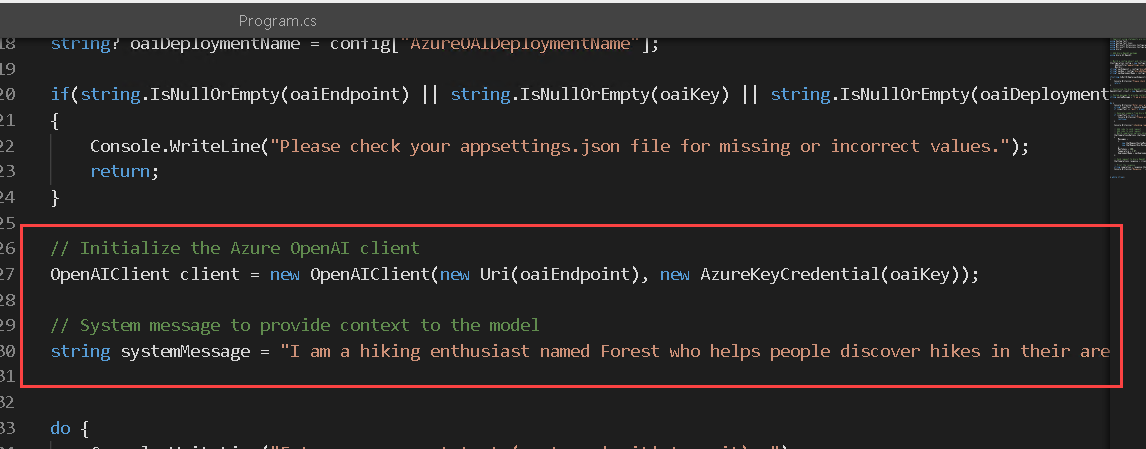 Program.cs
18 string? oaiDeploymentName = config["AzureOAIDeploymentName"];
19
20 if(string.IsNullOrEmpty(oaiEndpoint) || string.IsNullOrEmpty(oaiKey) || string.IsNullOrEmpty(oaiDeployment
21 {
22 Console.WriteLine("Please check your appsettings.json file for missing or incorrect values.");
23 return;
24 }
25
26 // Initialize the Azure OpenAI client
27 OpenAIClient client = new OpenAIClient(new Uri(oaiEndpoint), new AzureKeyCredential(oaiKey));
28
29 // System message to provide context to the model
30 string systemMessage = "I am a hiking enthusiast named Forest who helps people discover hikes in their are
31
32
33 do {